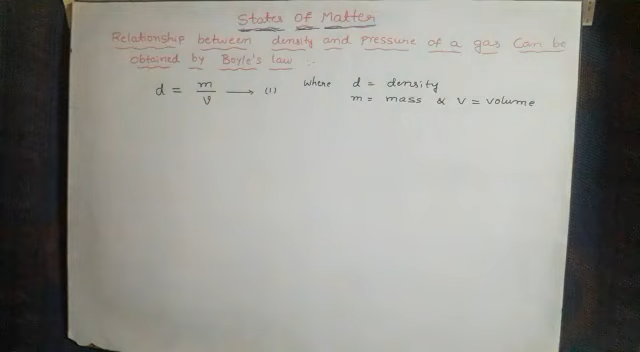 States Of Matter
Relationship between density and pressure of a gas Can be
obtained by Boyle's law :-
d = m/v ⟶ (1) where d = density
m = mass & V = volume